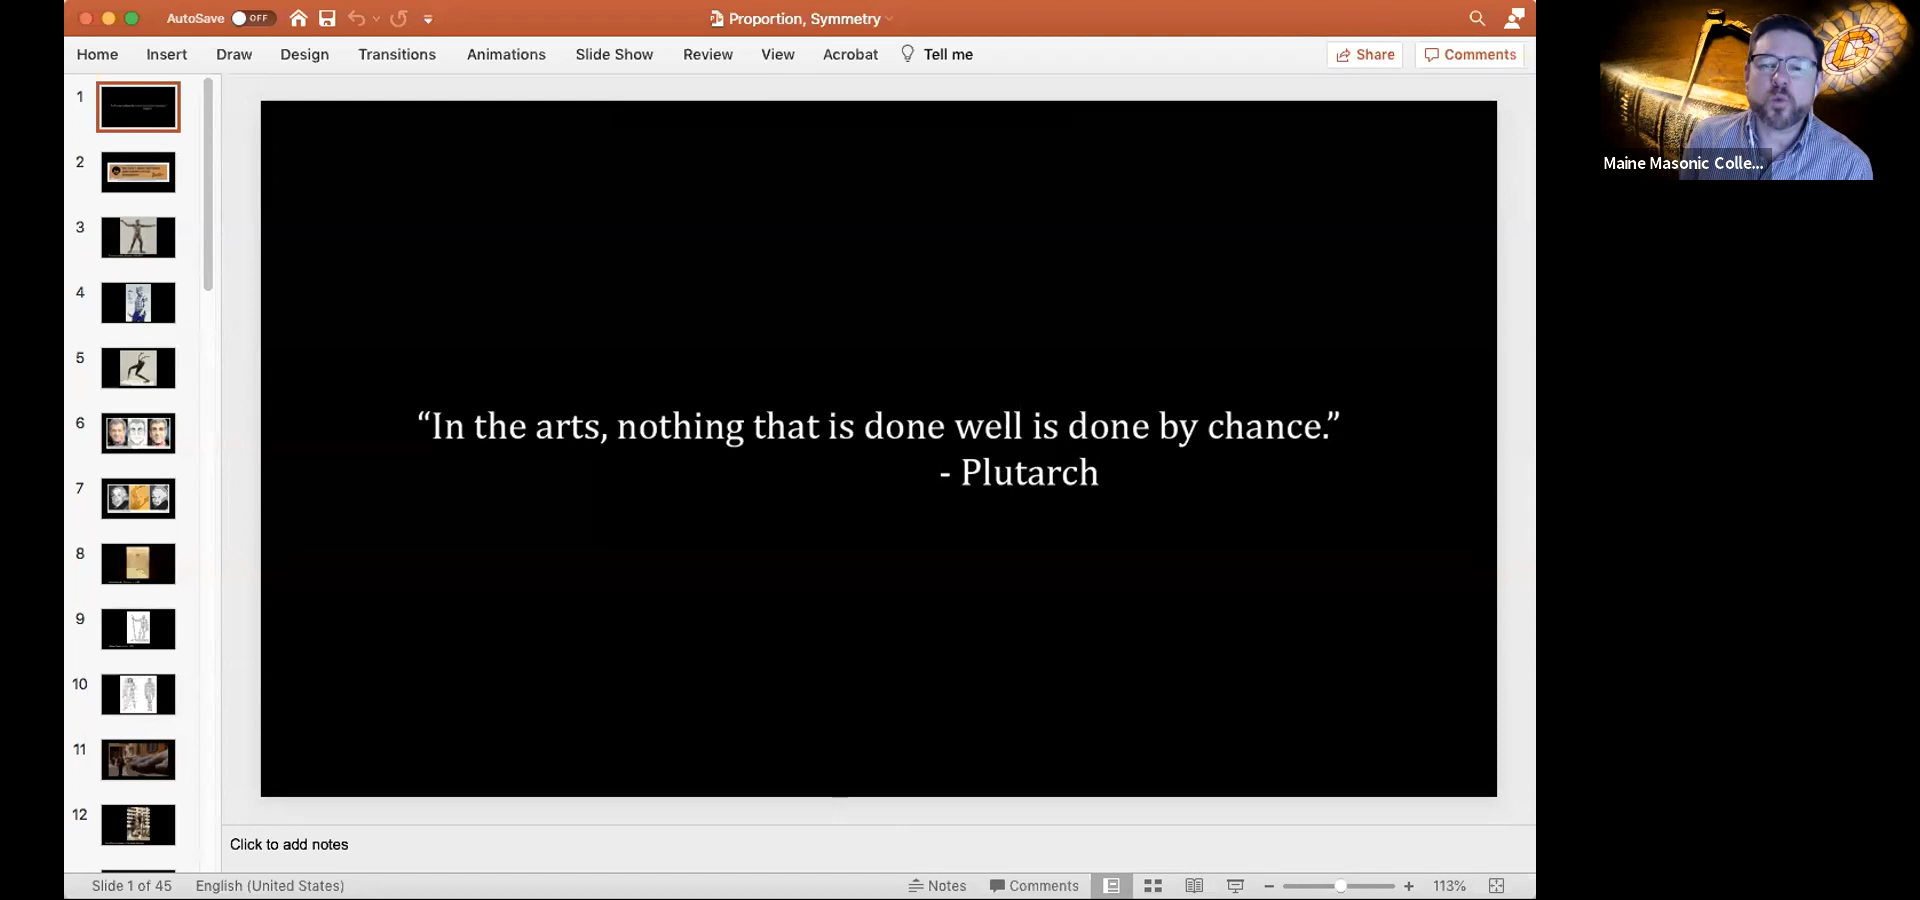 AutoSave OFF
Proportion, Symmetry
Home Insert Draw Design Transitions Animations Slide Show Review View Acrobat Tell me Share Comments
1
2
3
4
5
6
7
8
9
10
11
12
“In the arts, nothing that is done well is done by chance.”
- Plutarch
Click to add notes
Slide 1 of 45 English (United States) Notes Comments 113%
Maine Masonic Colle...
G